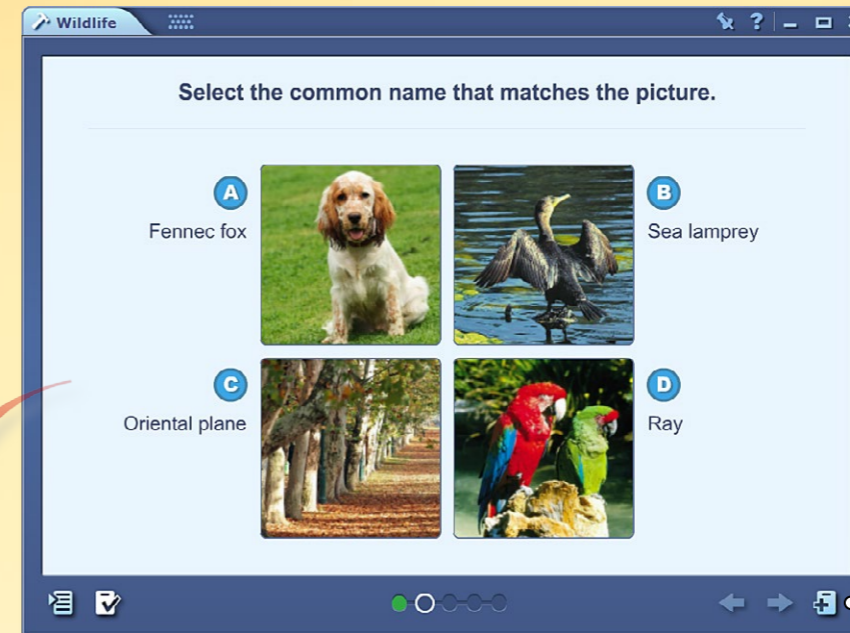 Wildlife
?
Select the common name that matches the picture.
A
Fennec fox
B
Sea lamprey
C
Oriental plane
D
Ray